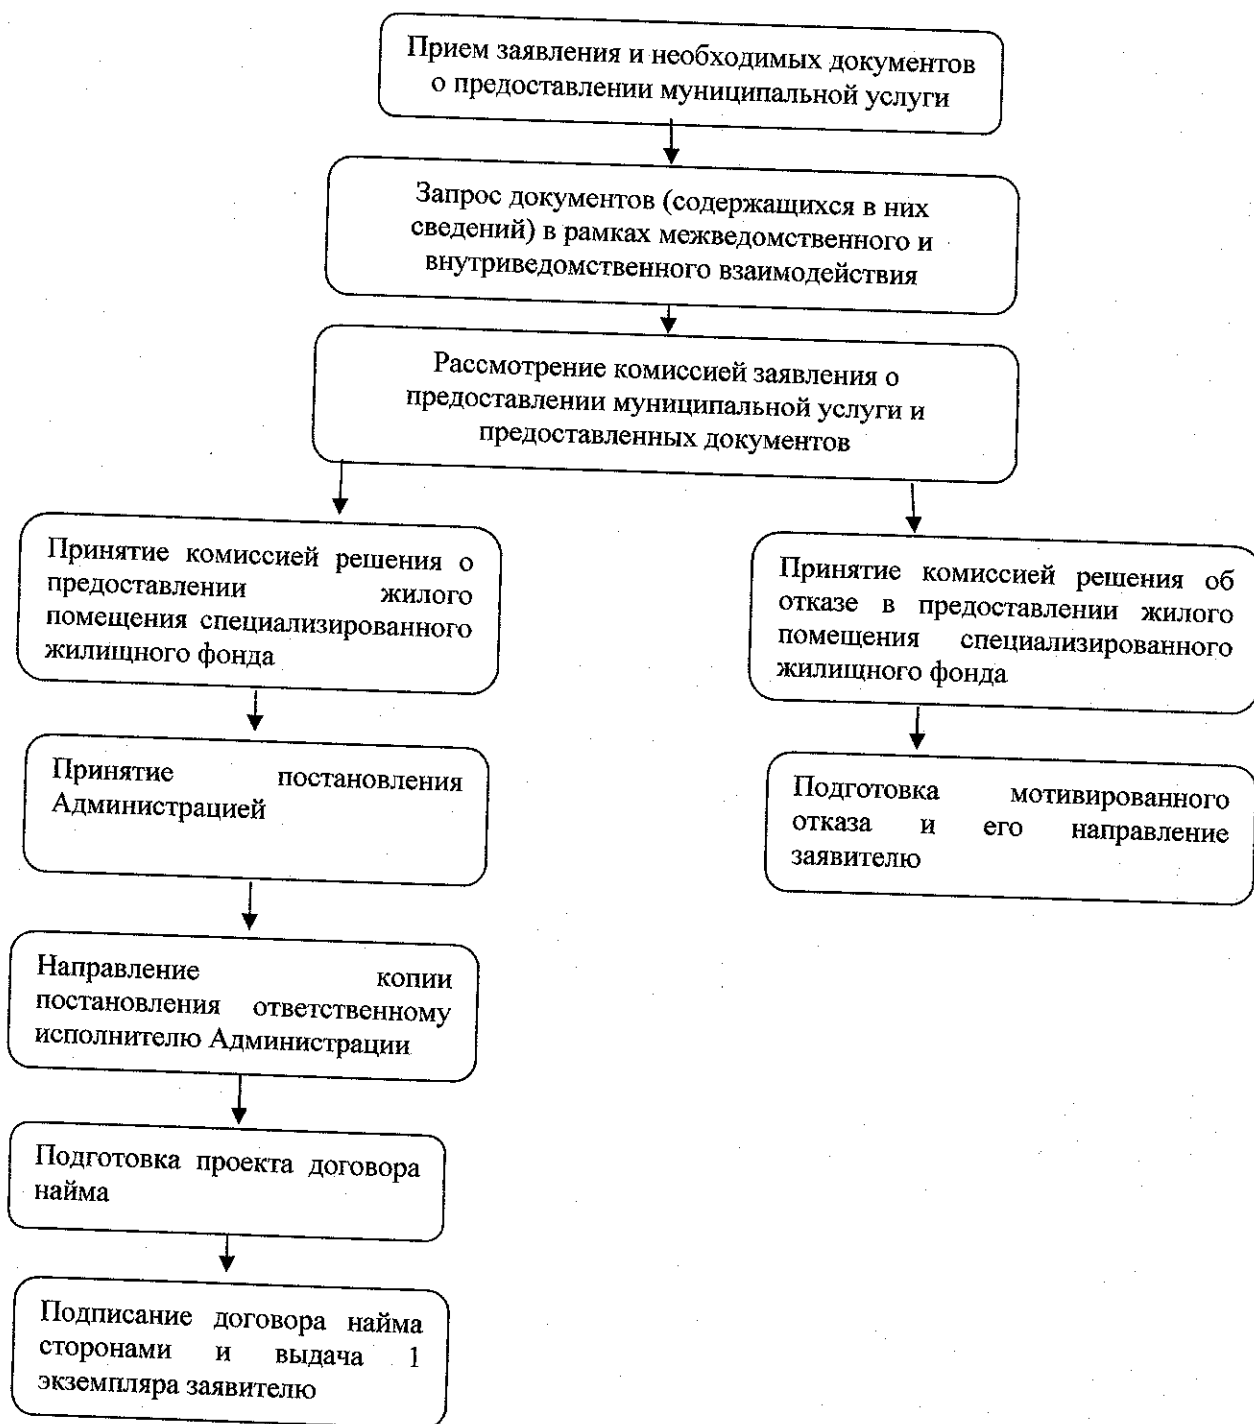 Прием заявления и необходимых документов
о предоставлении муниципальной услуги
Запрос документов (содержащихся в них
сведений) в рамках межведомственного и
внутриведомственного взаимодействия
Рассмотрение комиссией заявления о
предоставлении муниципальной услуги и
предоставленных документов
Принятие комиссией решения о
предоставлении жилого
помещения специализированного
жилищного фонда
Принятие комиссией решения об
отказе в предоставлении жилого
помещения специализированного
жилищного фонда
Принятие постановления
Администрацией
Подготовка мотивированного
отказа и его направление
заявителю
Направление копии
постановления ответственному
исполнителю Администрации
Подготовка проекта договора
найма
Подписание договора найма
сторонами и выдача 1
экземпляра заявителю